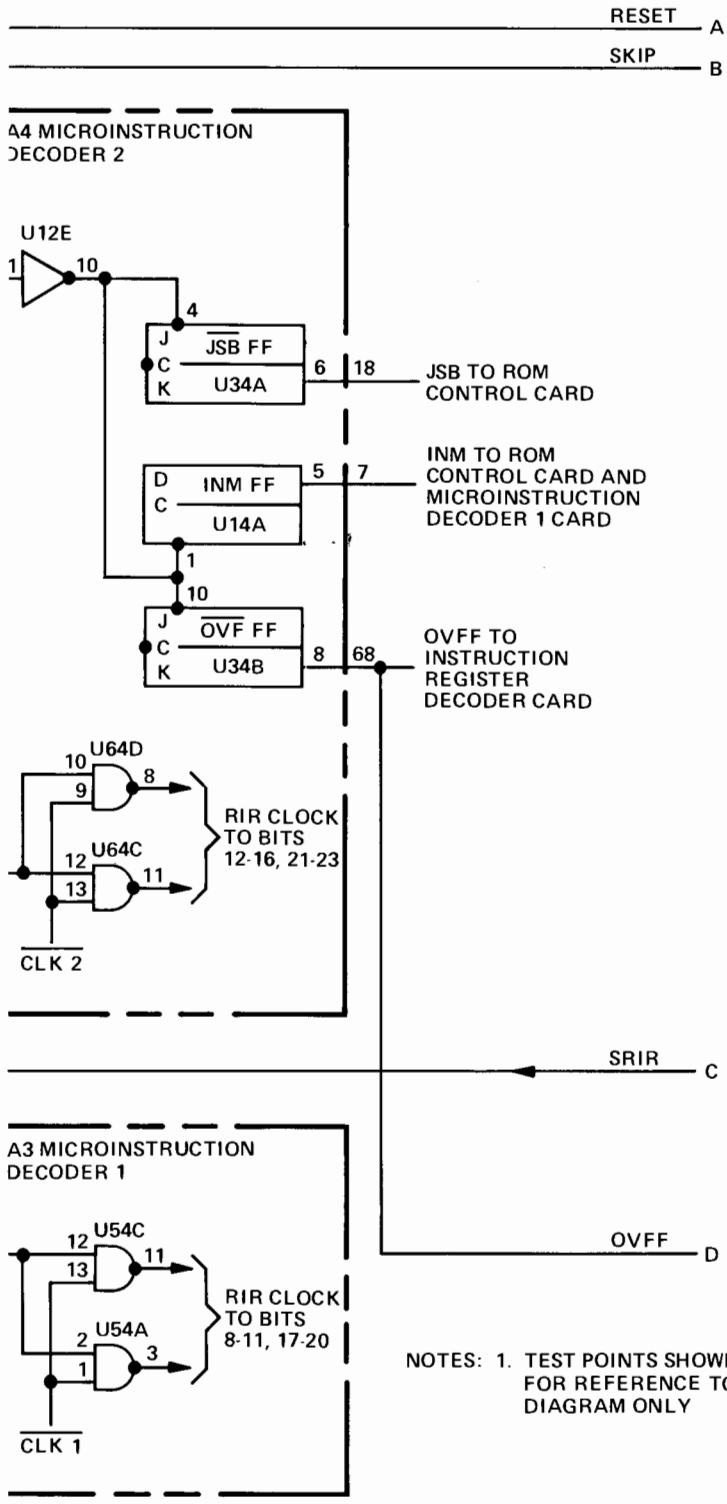 RESET A
SKIP B
A4 MICROINSTRUCTION
DECODER 2
U12E
1 10
4
J JSB FF
C
K U34A
6 18
JSB TO ROM
CONTROL CARD
D INM FF
C
U14A
5 7
INM TO ROM
CONTROL CARD AND
MICROINSTRUCTION
DECODER 1 CARD
1
10
J OVF FF
C
K U34B
8 68
OVFF TO
INSTRUCTION
REGISTER
DECODER CARD
U64D
10 8
9
U64C
12 11
13
RIR CLOCK
TO BITS
12-16, 21-23
CLK 2
SRIR C
A3 MICROINSTRUCTION
DECODER 1
U54C
12 11
13
U54A
2 3
1
RIR CLOCK
TO BITS
8-11, 17-20
CLK 1
OVFF D
NOTES: 1. TEST POINTS SHOW
FOR REFERENCE TO
DIAGRAM ONLY